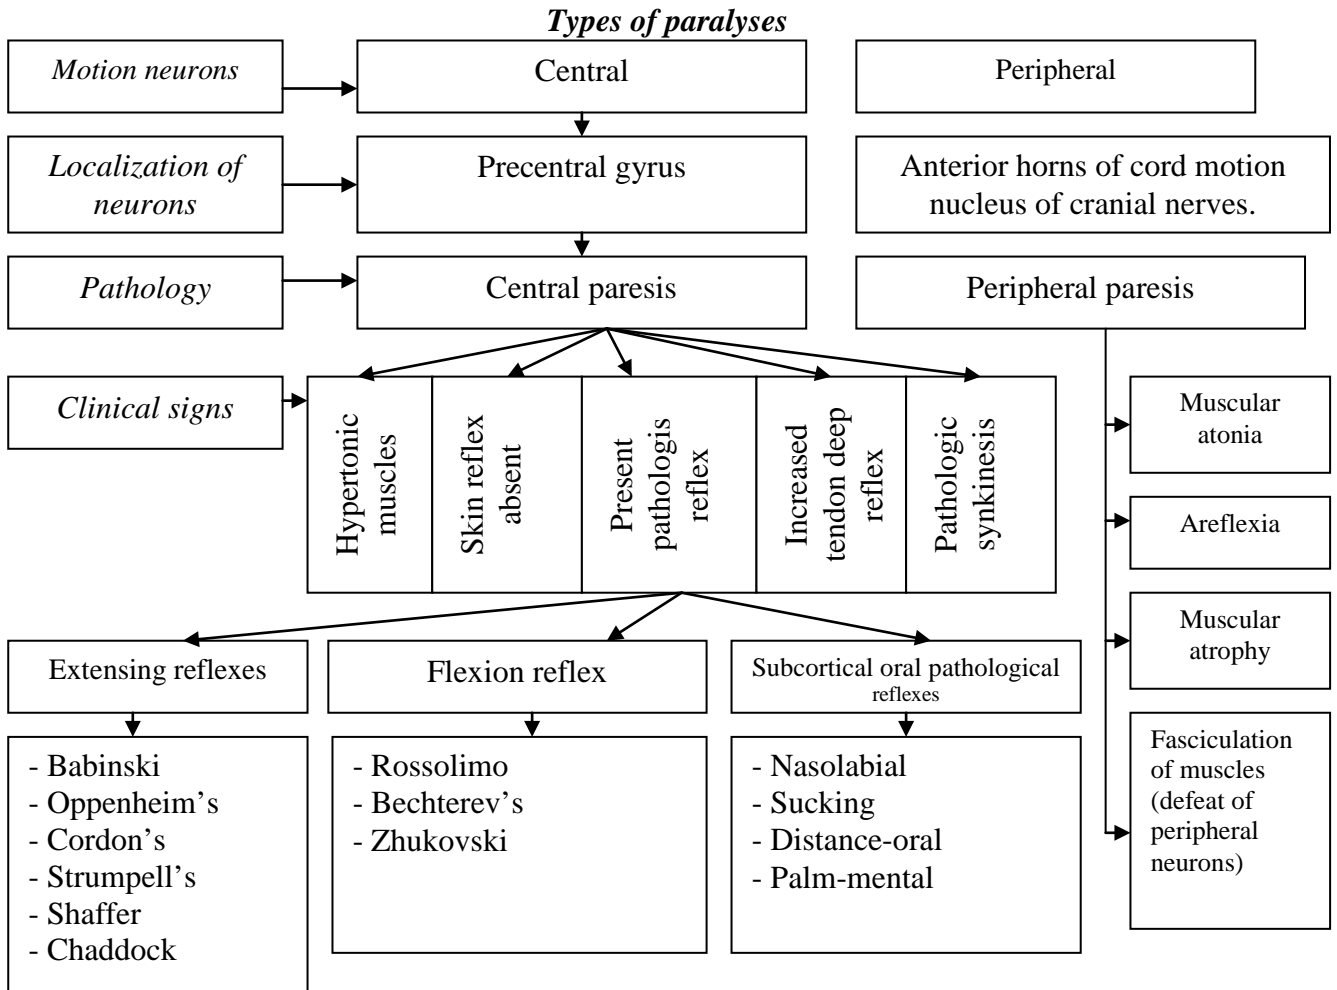 Types of paralyses
Motion neurons
Central
Peripheral
Localization of
neurons
Precentral gyrus
Anterior horns of cord motion
nucleus of cranial nerves.
Pathology
Central paresis
Peripheral paresis
Clinical signs
Hypertonic
muscles
Skin reflex
absent
Present
pathologis
reflex
Increased
tendon deep
reflex
Pathologic
synkinesis
Muscular
atonia
Areflexia
Muscular
atrophy
Fasciculation
of muscles
(defeat of
peripheral
neurons)
Extensing reflexes
Flexion reflex
Subcortical oral pathological
reflexes
- Babinski
- Oppenheim’s
- Cordon’s
- Strumpell’s
- Shaffer
- Chaddock
- Rossolimo
- Bechterev’s
- Zhukovski
- Nasolabial
- Sucking
- Distance-oral
- Palm-mental